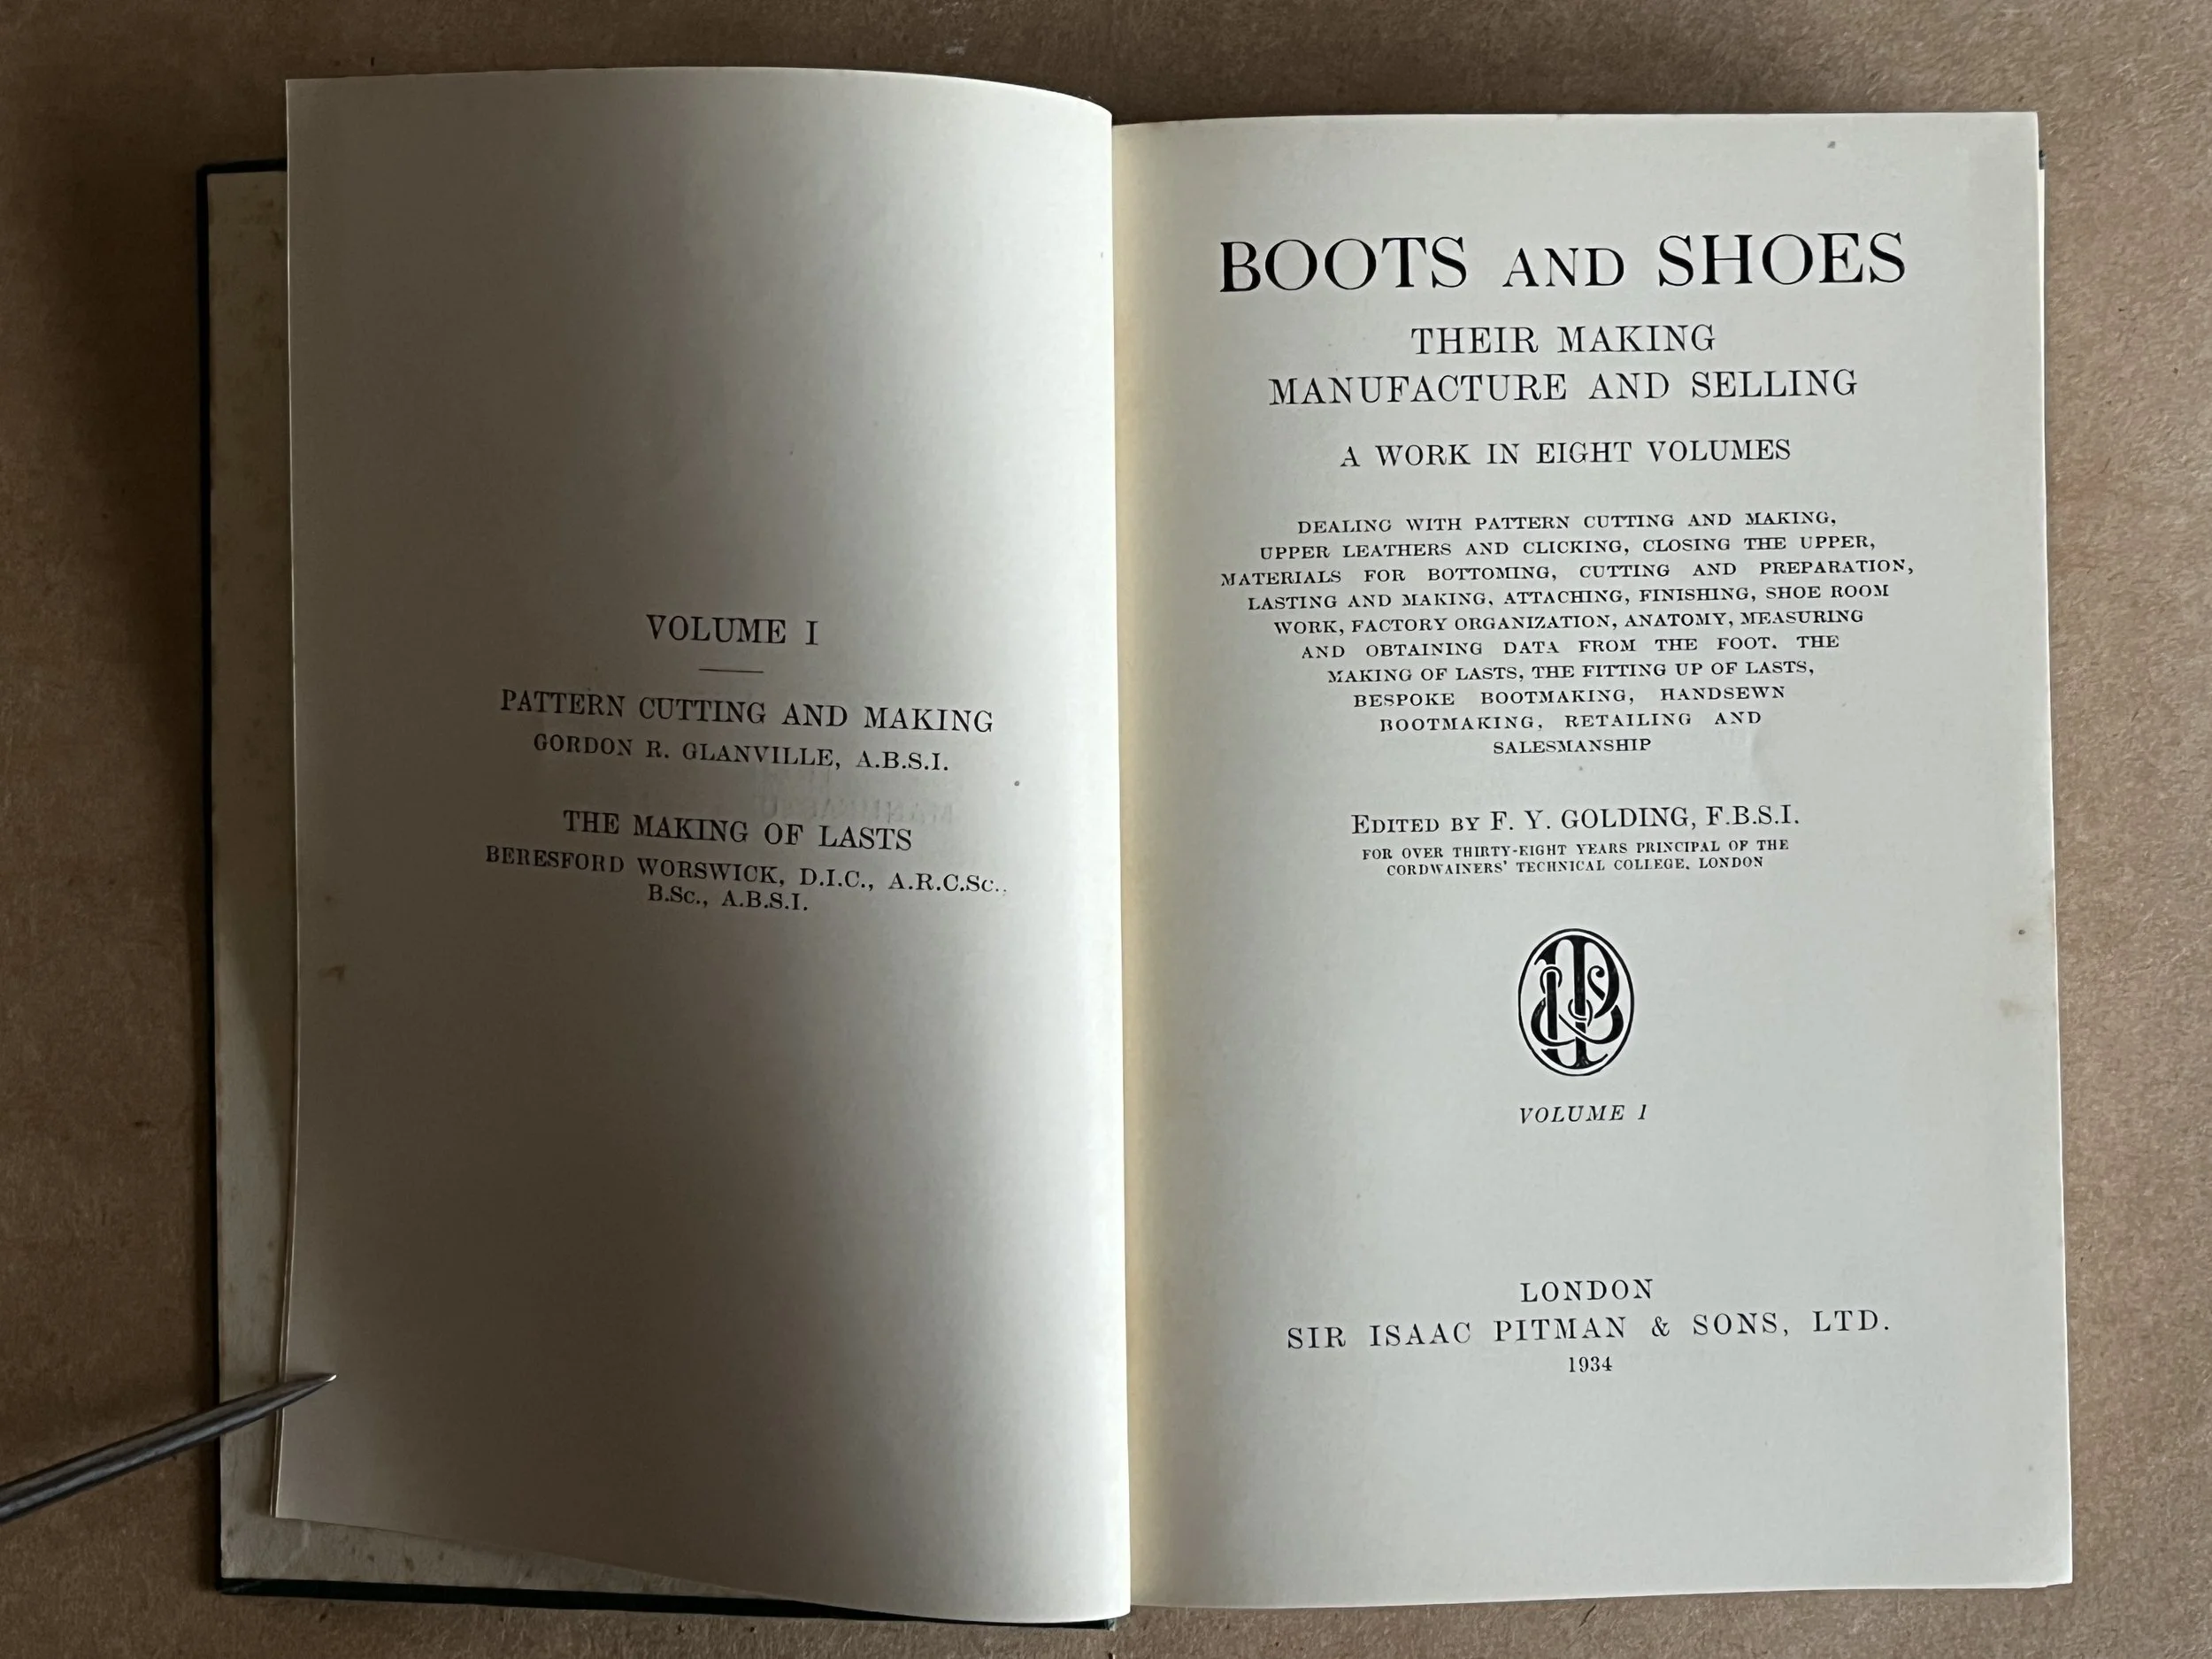 VOLUME I
PATTERN CUTTING AND MAKING
GORDON R. GLANVILLE, A.B.S.I.
THE MAKING OF LASTS
BERESFORD WORSWICK, D.I.C., A.R.C.Sc.,
B.Sc., A.B.S.I.
BOOTS AND SHOES
THEIR MAKING
MANUFACTURE AND SELLING
A WORK IN EIGHT VOLUMES
DEALING WITH PATTERN CUTTING AND MAKING,
UPPER LEATHERS AND CLICKING, CLOSING THE UPPER,
MATERIALS FOR BOTTOMING, CUTTING AND PREPARATION,
LASTING AND MAKING, ATTACHING, FINISHING, SHOE ROOM
WORK, FACTORY ORGANIZATION, ANATOMY, MEASURING
AND OBTAINING DATA FROM THE FOOT. THE
MAKING OF LASTS, THE FITTING UP OF LASTS,
BESPOKE BOOTMAKING, HANDSEWN
BOOTMAKING, RETAILING AND
SALESMANSHIP
EDITED BY F. Y. GOLDING, F.B.S.I.
FOR OVER THIRTY-EIGHT YEARS PRINCIPAL OF THE
CORDWAINERS' TECHNICAL COLLEGE, LONDON
VOLUME I
LONDON
SIR ISAAC PITMAN & SONS, LTD.
1934